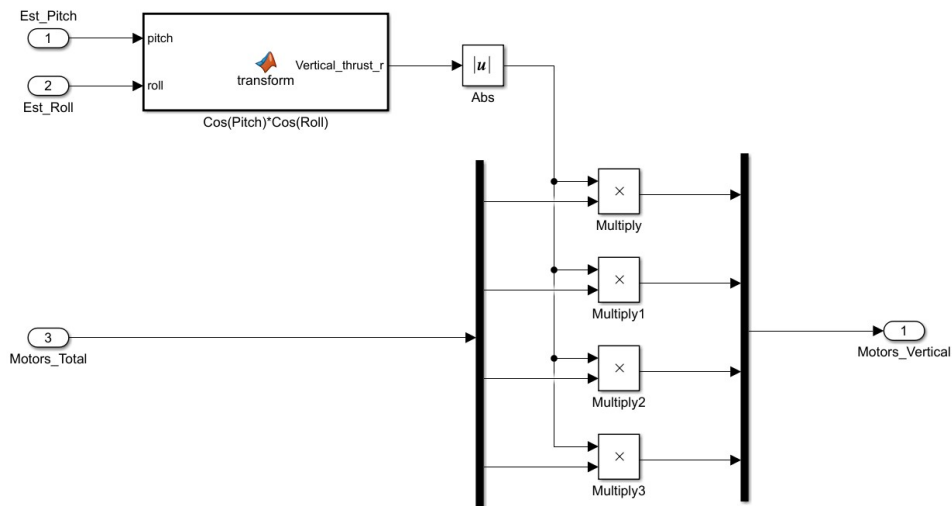 Est_Pitch
1
pitch
Vertical_thrust_r
transform
roll
2
Est_Roll
Cos(Pitch)*Cos(Roll)
|u|
Abs
×
Multiply
×
Multiply1
3
Motors_Total
1
Motors_Vertical
×
Multiply2
×
Multiply3